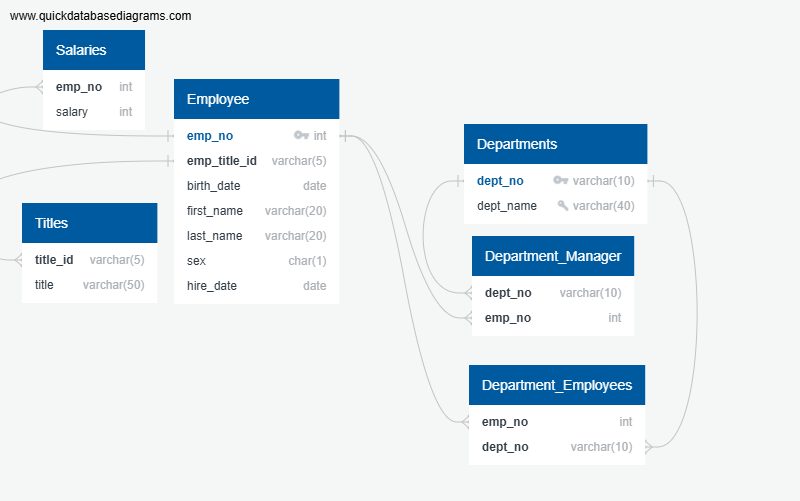 www.quickdatabasediagrams.com
Salaries
emp_no int
salary int
Employee
emp_no int
emp_title_id varchar(5)
birth_date date
first_name varchar(20)
last_name varchar(20)
sex char(1)
hire_date date
Titles
title_id varchar(5)
title varchar(50)
Departments
dept_no varchar(10)
dept_name varchar(40)
Department_Manager
dept_no varchar(10)
emp_no int
Department_Employees
emp_no int
dept_no varchar(10)